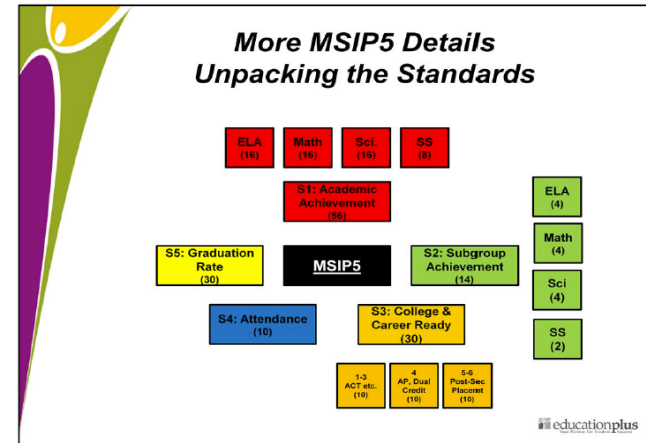 More MSIP5 Details
Unpacking the Standards
ELA
(16)
Math
(16)
Sci.
(16)
SS
(8)
S1: Academic
Achievement
(56)
ELA
(4)
Math
(4)
Sci
(4)
SS
(2)
S5: Graduation
Rate
(30)
MSIP5
S2: Subgroup
Achievement
(14)
S4: Attendance
(10)
S3: College &
Career Ready
(30)
1-3
ACT etc.
(10)
4
AP, Dual
Credit
(10)
5-6
Post-Sec
Placemt
(10)
educationplus